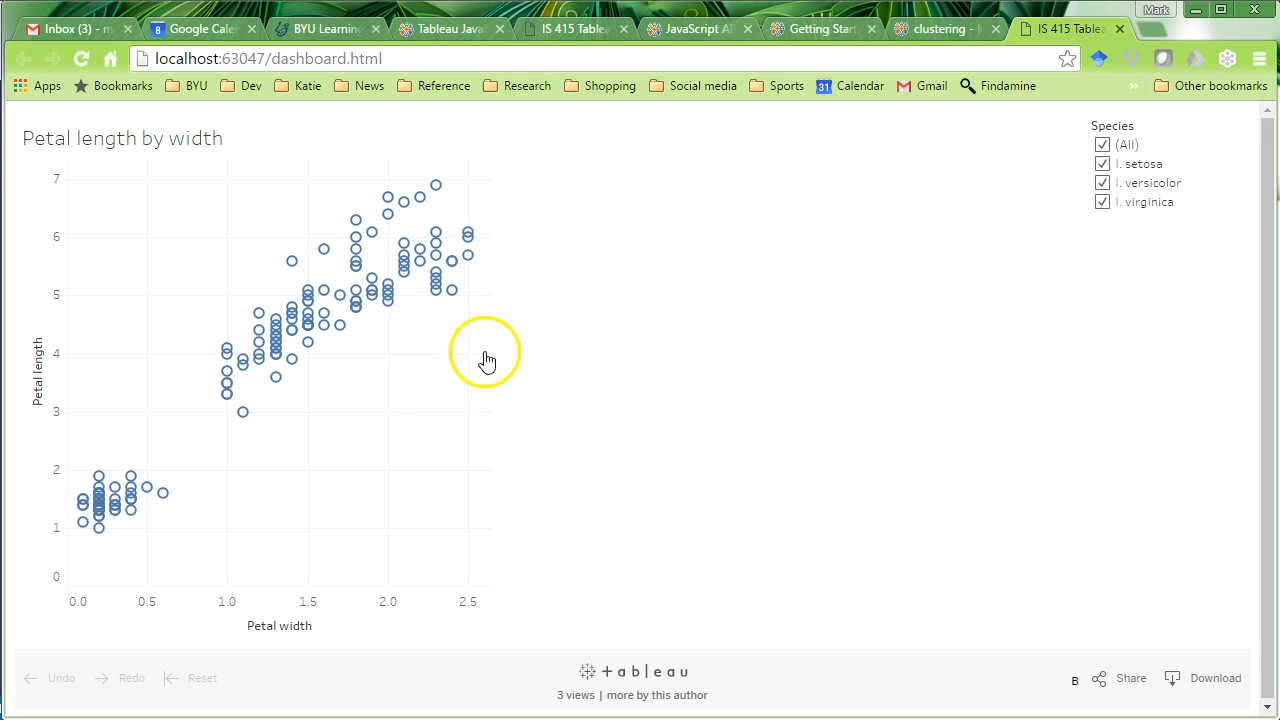 Mark
Inbox (3) - m
Google Caler
BYU Learning
Tableau Java
IS 415 Table
JavaScript AP
Getting Start
clustering -
IS 415 Table
localhost:63047/dashboard.html
Apps Bookmarks BYU Dev Katie News Reference Research Shopping Social media Sports 31 Calendar Gmail Findamine » Other bookmarks
Petal length by width
Species
(All)
I. setosa
I. versicolor
I. virginica
7
6
5
4
3
2
1
0
Petal length
0.0 0.5 1.0 1.5 2.0 2.5
Petal width
Undo Redo Reset
+ a b | e a u
3 views | more by this author
B Share Download